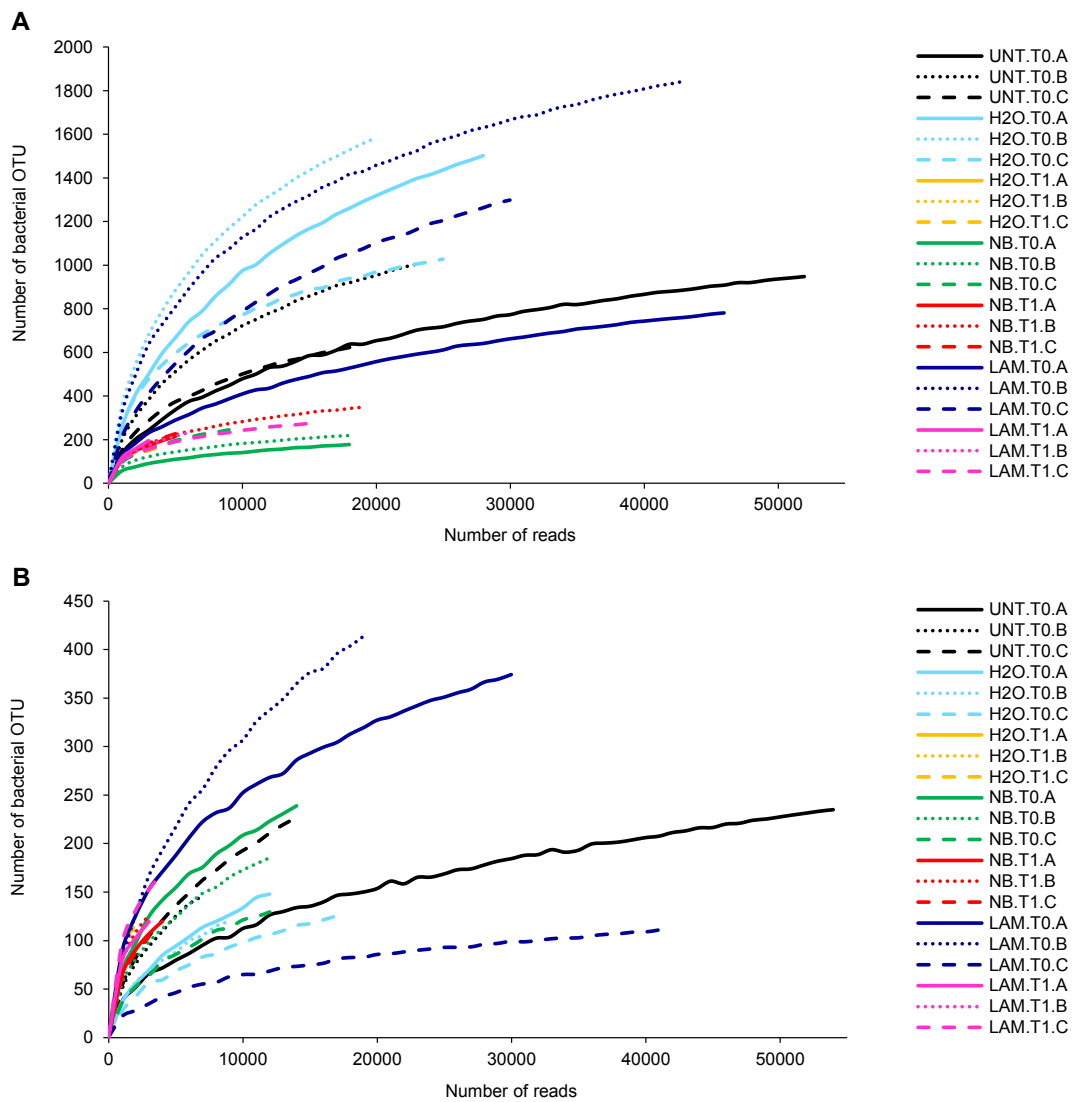 A
Number of bacterial OTU
2000
1800
1600
1400
1200
1000
800
600
400
200
0
0 10000 20000 30000 40000 50000
Number of reads
UNT.T0.A
UNT.T0.B
UNT.T0.C
H2O.T0.A
H2O.T0.B
H2O.T0.C
H2O.T1.A
H2O.T1.B
H2O.T1.C
NB.T0.A
NB.T0.B
NB.T0.C
NB.T1.A
NB.T1.B
NB.T1.C
LAM.T0.A
LAM.T0.B
LAM.T0.C
LAM.T1.A
LAM.T1.B
LAM.T1.C
B
Number of bacterial OTU
450
400
350
300
250
200
150
100
50
0
0 10000 20000 30000 40000 50000
Number of reads
UNT.T0.A
UNT.T0.B
UNT.T0.C
H2O.T0.A
H2O.T0.B
H2O.T0.C
H2O.T1.A
H2O.T1.B
H2O.T1.C
NB.T0.A
NB.T0.B
NB.T0.C
NB.T1.A
NB.T1.B
NB.T1.C
LAM.T0.A
LAM.T0.B
LAM.T0.C
LAM.T1.A
LAM.T1.B
LAM.T1.C